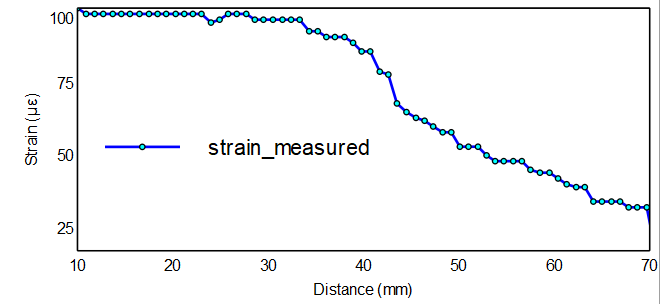 100
75
50
25
Strain (με)
strain_measured
10 20 30 40 50 60 70
Distance (mm)